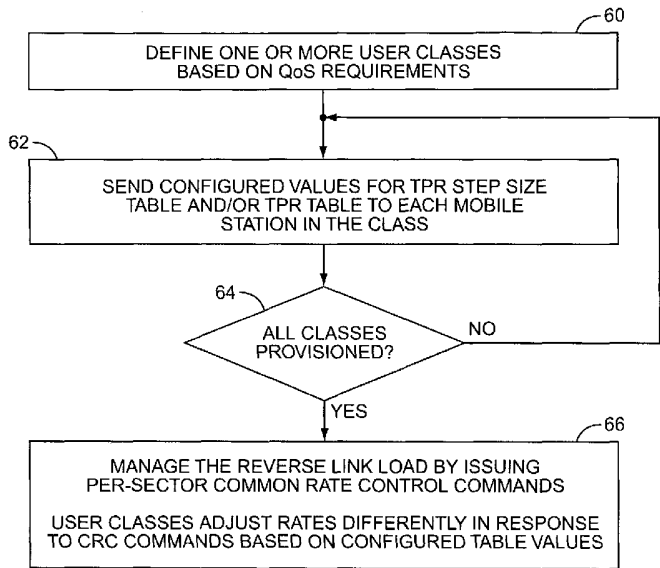 60
DEFINE ONE OR MORE USER CLASSES
BASED ON QoS REQUIREMENTS
62
SEND CONFIGURED VALUES FOR TPR STEP SIZE
TABLE AND/OR TPR TABLE TO EACH MOBILE
STATION IN THE CLASS
64
ALL CLASSES
PROVISIONED?
NO
YES
66
MANAGE THE REVERSE LINK LOAD BY ISSUING
PER-SECTOR COMMON RATE CONTROL COMMANDS
USER CLASSES ADJUST RATES DIFFERENTLY IN RESPONSE
TO CRC COMMANDS BASED ON CONFIGURED TABLE VALUES